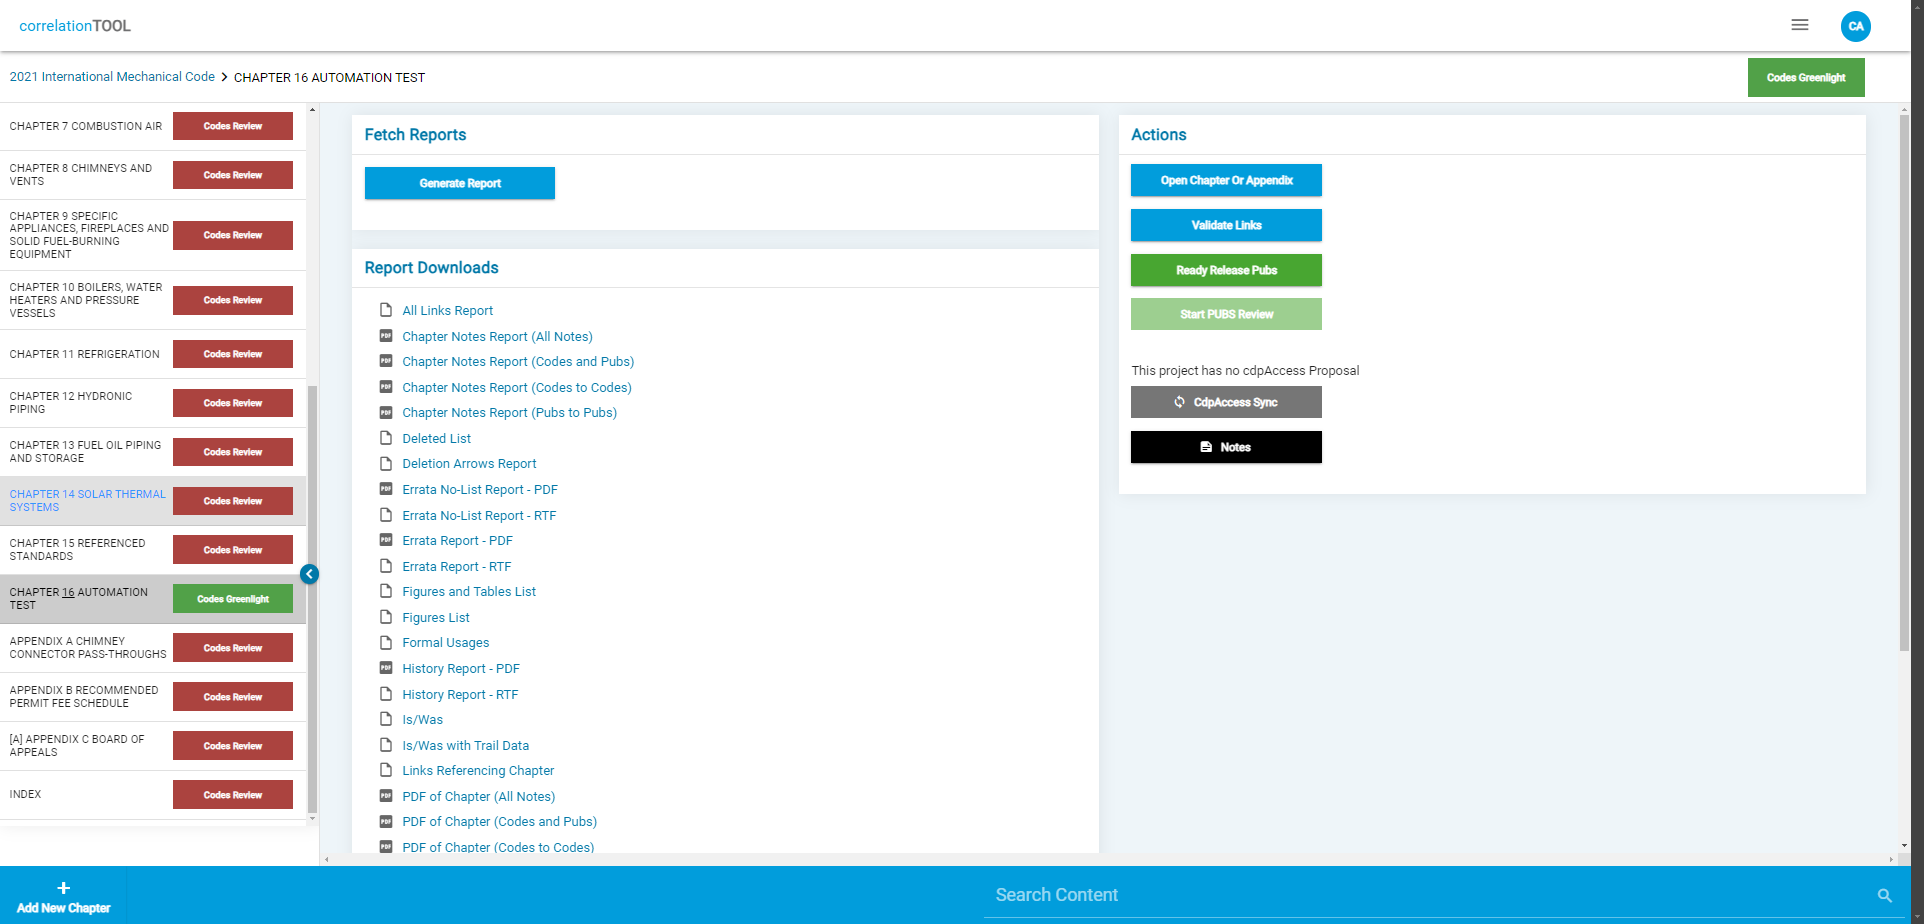 correlationTOOL
CA
2021 International Mechanical Code > CHAPTER 16 AUTOMATION TEST
Codes Greenlight
CHAPTER 7 COMBUSTION AIR
Codes Review
CHAPTER 8 CHIMNEYS AND
VENTS
Codes Review
CHAPTER 9 SPECIFIC
APPLIANCES, FIREPLACES AND
SOLID FUEL-BURNING
EQUIPMENT
Codes Review
CHAPTER 10 BOILERS, WATER
HEATERS AND PRESSURE
VESSELS
Codes Review
CHAPTER 11 REFRIGERATION
Codes Review
CHAPTER 12 HYDRONIC
PIPING
Codes Review
CHAPTER 13 FUEL OIL PIPING
AND STORAGE
Codes Review
CHAPTER 14 SOLAR THERMAL
SYSTEMS
Codes Review
CHAPTER 15 REFERENCED
STANDARDS
Codes Review
CHAPTER 16 AUTOMATION
TEST
Codes Greenlight
APPENDIX A CHIMNEY
CONNECTOR PASS-THROUGHS
Codes Review
APPENDIX B RECOMMENDED
PERMIT FEE SCHEDULE
Codes Review
[A] APPENDIX C BOARD OF
APPEALS
Codes Review
INDEX
Codes Review
Fetch Reports
Generate Report
Report Downloads
All Links Report
PDF Chapter Notes Report (All Notes)
PDF Chapter Notes Report (Codes and Pubs)
PDF Chapter Notes Report (Codes to Codes)
PDF Chapter Notes Report (Pubs to Pubs)
Deleted List
Deletion Arrows Report
PDF Errata No-List Report - PDF
Errata No-List Report - RTF
PDF Errata Report - PDF
Errata Report - RTF
Figures and Tables List
Figures List
Formal Usages
PDF History Report - PDF
History Report - RTF
Is/Was
Is/Was with Trail Data
Links Referencing Chapter
PDF PDF of Chapter (All Notes)
PDF PDF of Chapter (Codes and Pubs)
PDF PDF of Chapter (Codes to Codes)
Actions
Open Chapter Or Appendix
Validate Links
Ready Release Pubs
Start PUBS Review
This project has no cdpAccess Proposal
CdpAccess Sync
Notes
+
Add New Chapter
Search Content